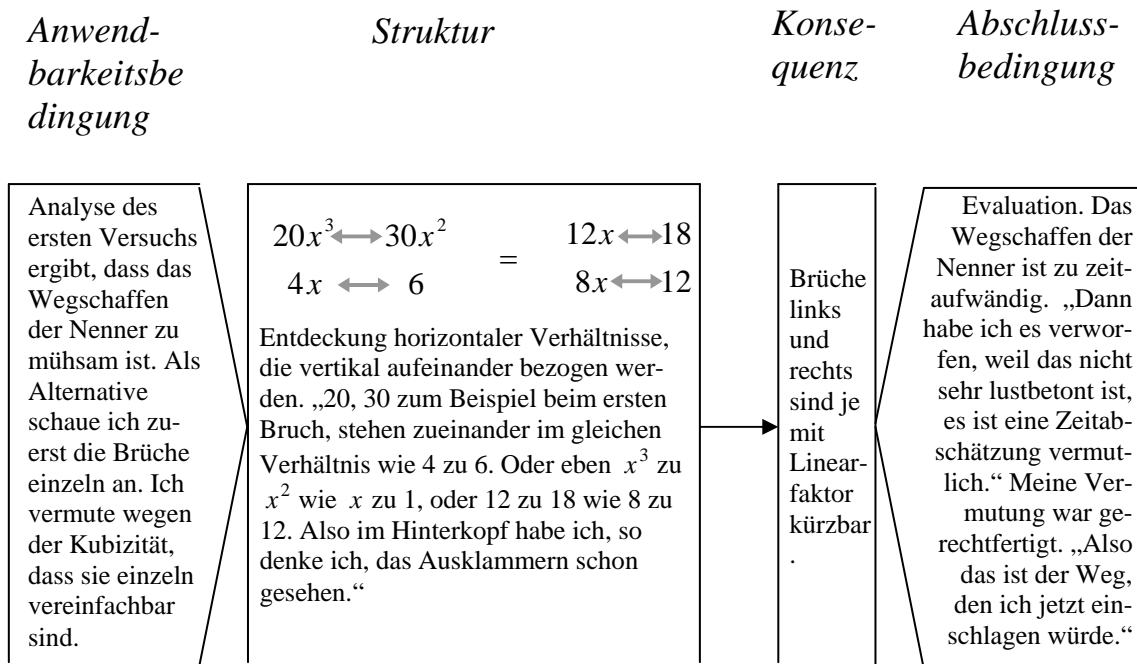 Anwend-
barkeitsbe
dingung
Struktur
Konse-
quenz
Abschluss-
bedingung
Analyse des
ersten Versuchs
ergibt, dass das
Wegschaffen
der Nenner zu
mühsam ist. Als
Alternative
schaue ich zu-
erst die Brüche
einzeln an. Ich
vermute wegen
der Kubizität,
dass sie einzeln
vereinfachbar
sind.
20x³ ⟷ 30x² = 12x ⟷ 18
4x ⟷ 6 8x ⟷ 12
Entdeckung horizontaler Verhältnisse,
die vertikal aufeinander bezogen wer-
den. „20, 30 zum Beispiel beim ersten
Bruch, stehen zueinander im gleichen
Verhältnis wie 4 zu 6. Oder eben x³ zu
x² wie x zu 1, oder 12 zu 18 wie 8 zu
12. Also im Hinterkopf habe ich, so
denke ich, das Ausklammern schon
gesehen.“
Brüche
links
und
rechts
sind je
mit
Linear-
faktor
kürzbar
.
Evaluation. Das
Wegschaffen der
Nenner ist zu zeit-
aufwändig. „Dann
habe ich es verwor-
fen, weil das nicht
sehr lustbetont ist,
es ist eine Zeitab-
schätzung vermut-
lich.“ Meine Ver-
mutung war ge-
rechtfertigt. „Also
das ist der Weg,
den ich jetzt ein-
schlagen würde.“